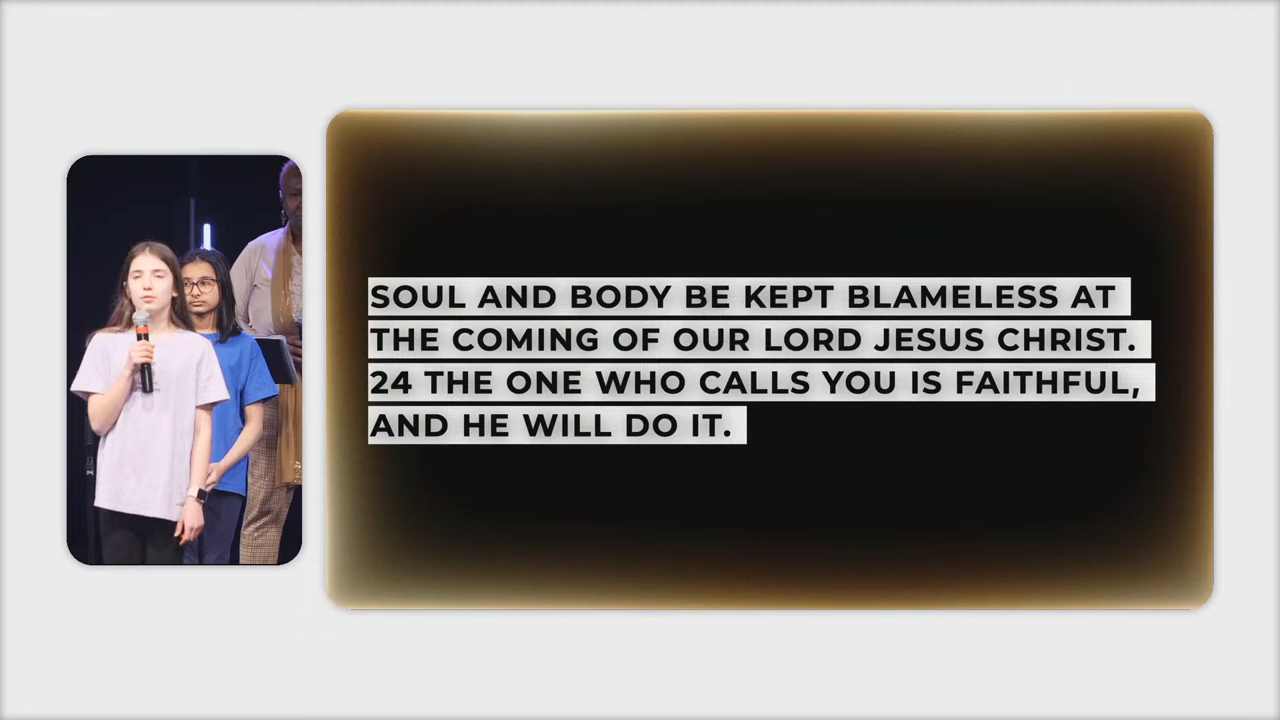 SOUL AND BODY BE KEPT BLAMELESS AT
THE COMING OF OUR LORD JESUS CHRIST.
24 THE ONE WHO CALLS YOU IS FAITHFUL,
AND HE WILL DO IT.